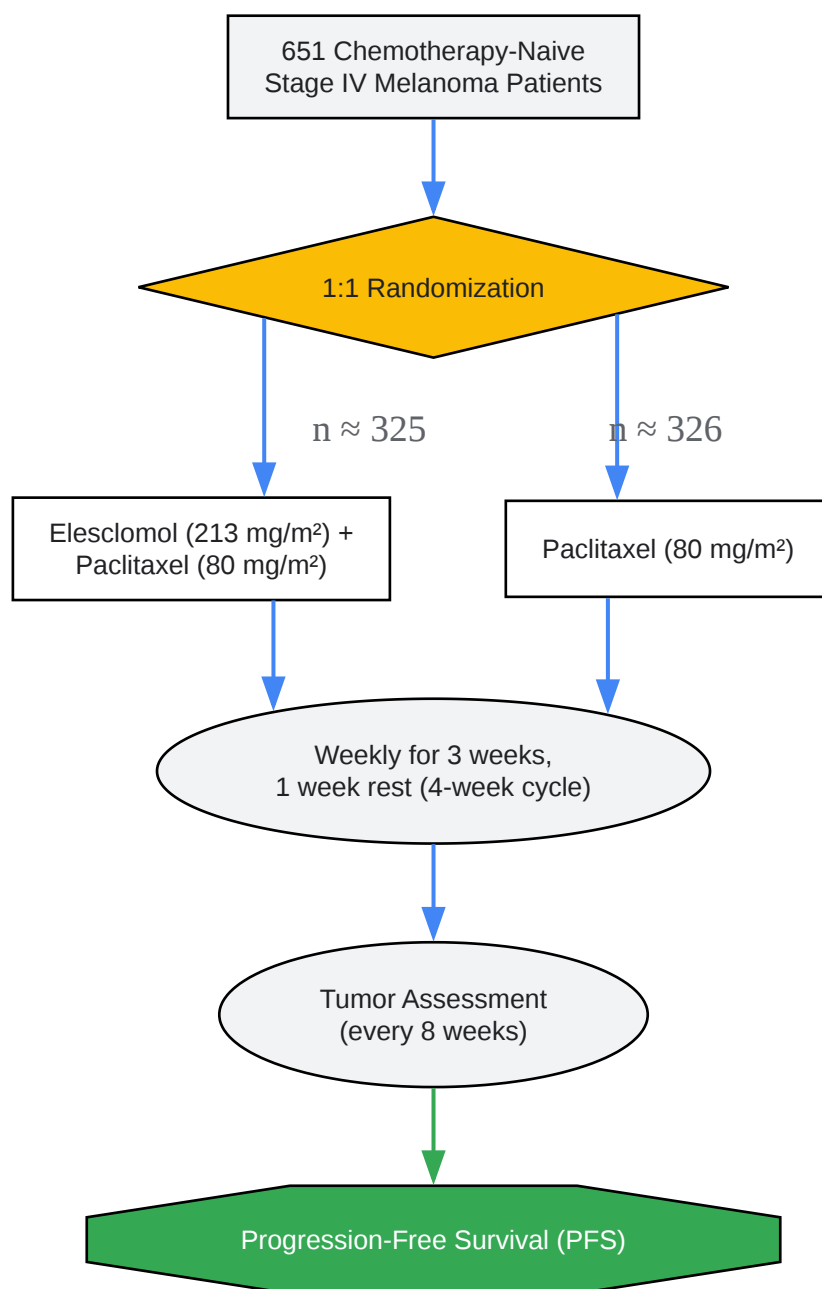 651 Chemotherapy-Naive
Stage IV Melanoma Patients
1:1 Randomization
n ≈ 325
n ≈ 326
Elesclomol (213 mg/m²) +
Paclitaxel (80 mg/m²)
Paclitaxel (80 mg/m²)
Weekly for 3 weeks,
1 week rest (4-week cycle)
Tumor Assessment
(every 8 weeks)
Progression-Free Survival (PFS)